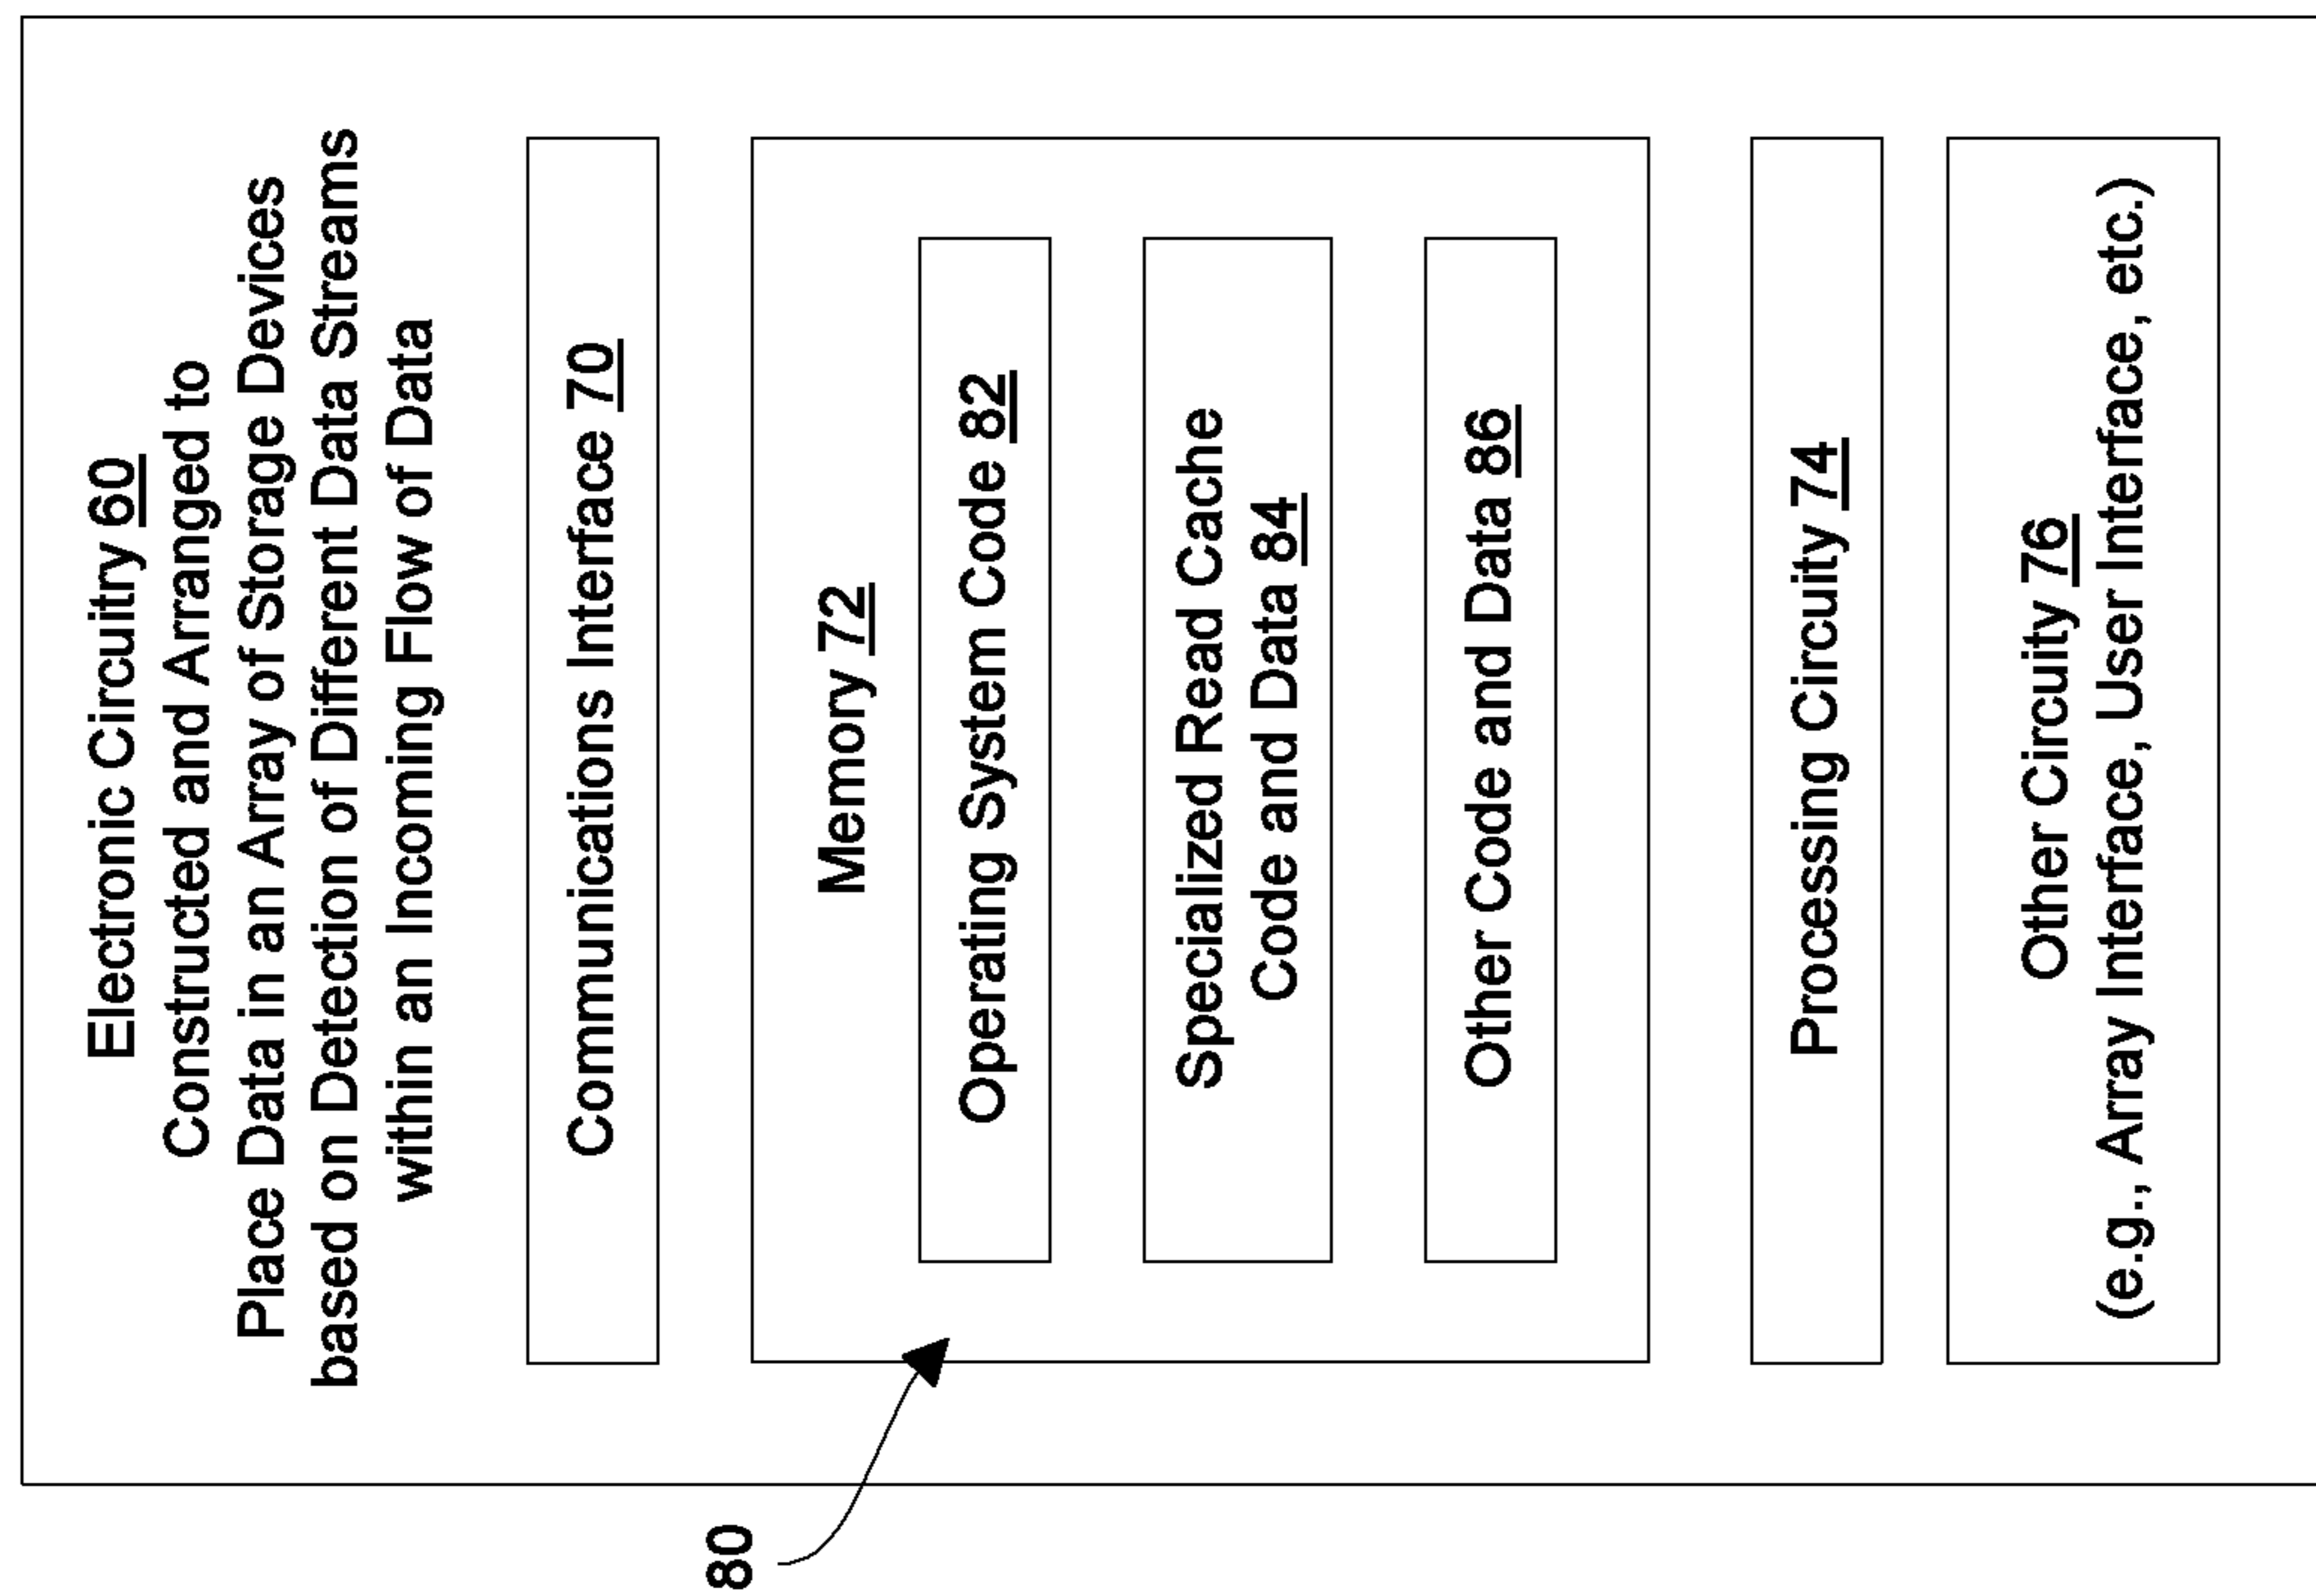 Electronic Circuitry 60
Constructed and Arranged to
Place Data in an Array of Storage Devices
based on Detection of Different Data Streams
within an Incoming Flow of Data
Communications Interface 70
Memory 72
Operating System Code 82
Specialized Read Cache
Code and Data 84
Other Code and Data 86
Processing Circuity 74
Other Circuity 76
(e.g., Array Interface, User Interface, etc.)
80